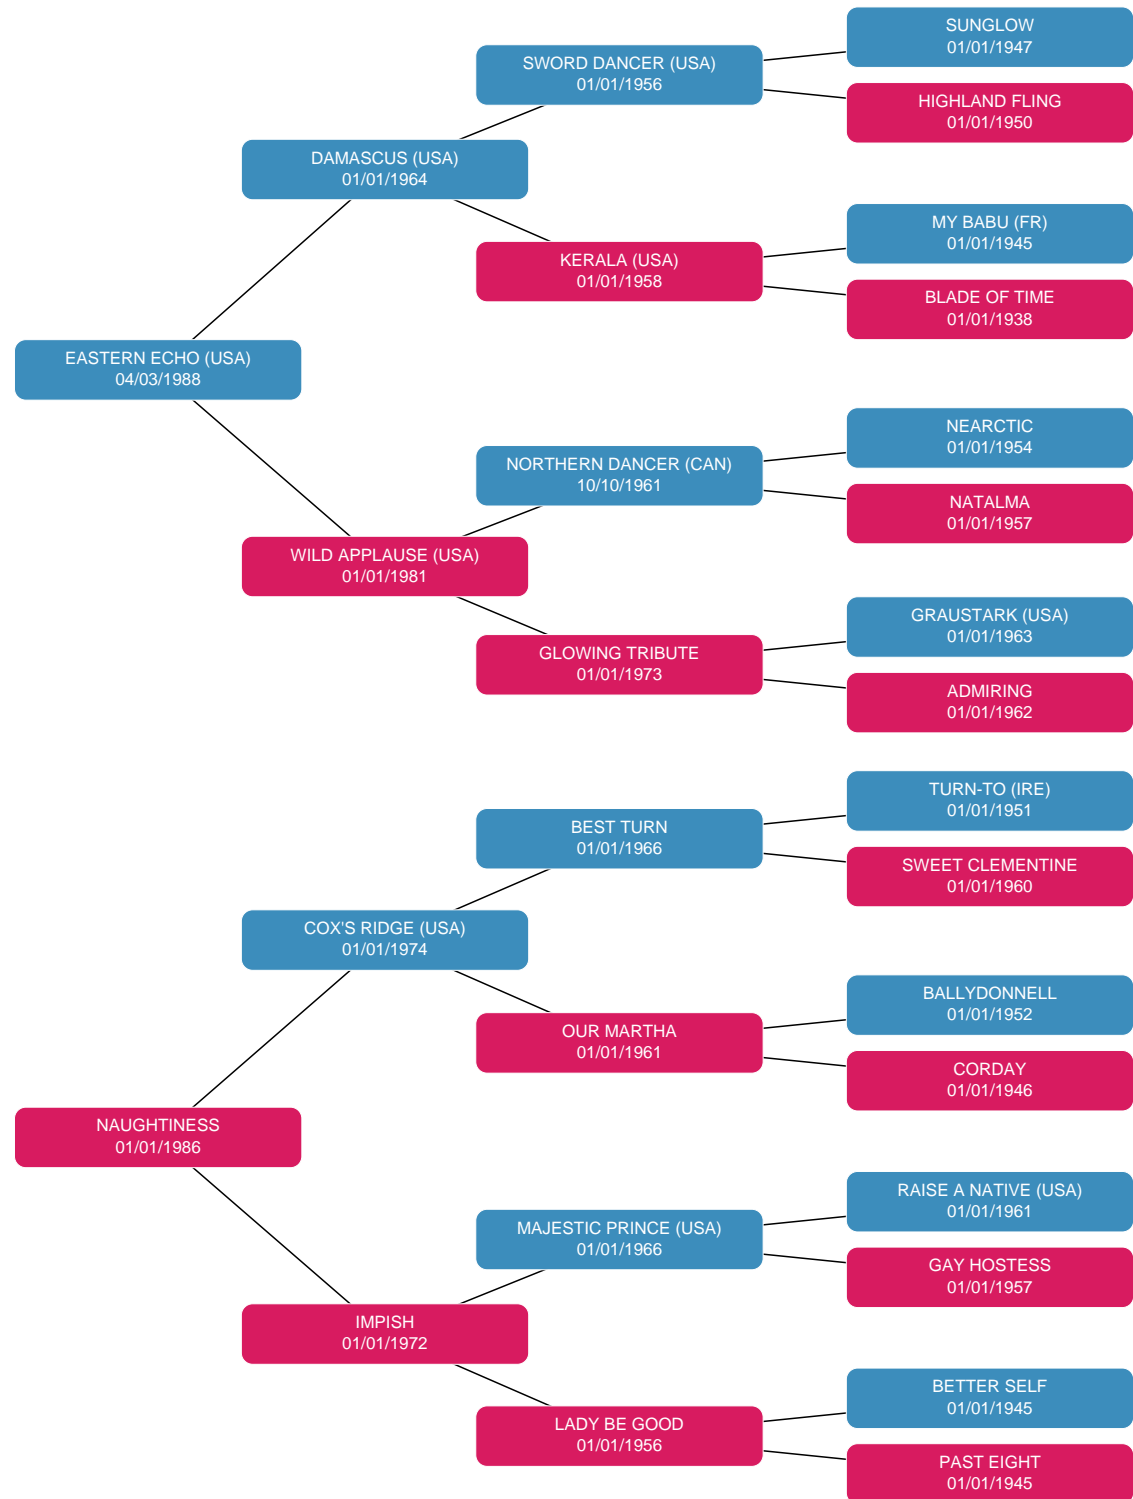 SUNGLOW
01/01/1947
SWORD DANCER (USA)
01/01/1956
HIGHLAND FLING
01/01/1950
DAMASCUS (USA)
01/01/1964
MY BABU (FR)
01/01/1945
KERALA (USA)
01/01/1958
BLADE OF TIME
01/01/1938
EASTERN ECHO (USA)
04/03/1988
NEARCTIC
01/01/1954
NORTHERN DANCER (CAN)
10/10/1961
NATALMA
01/01/1957
WILD APPLAUSE (USA)
01/01/1981
GRAUSTARK (USA)
01/01/1963
GLOWING TRIBUTE
01/01/1973
ADMIRING
01/01/1962
TURN-TO (IRE)
01/01/1951
BEST TURN
01/01/1966
SWEET CLEMENTINE
01/01/1960
COX'S RIDGE (USA)
01/01/1974
BALLYDONNELL
01/01/1952
OUR MARTHA
01/01/1961
CORDAY
01/01/1946
NAUGHTINESS
01/01/1986
RAISE A NATIVE (USA)
01/01/1961
MAJESTIC PRINCE (USA)
01/01/1966
GAY HOSTESS
01/01/1957
IMPISH
01/01/1972
BETTER SELF
01/01/1945
LADY BE GOOD
01/01/1956
PAST EIGHT
01/01/1945